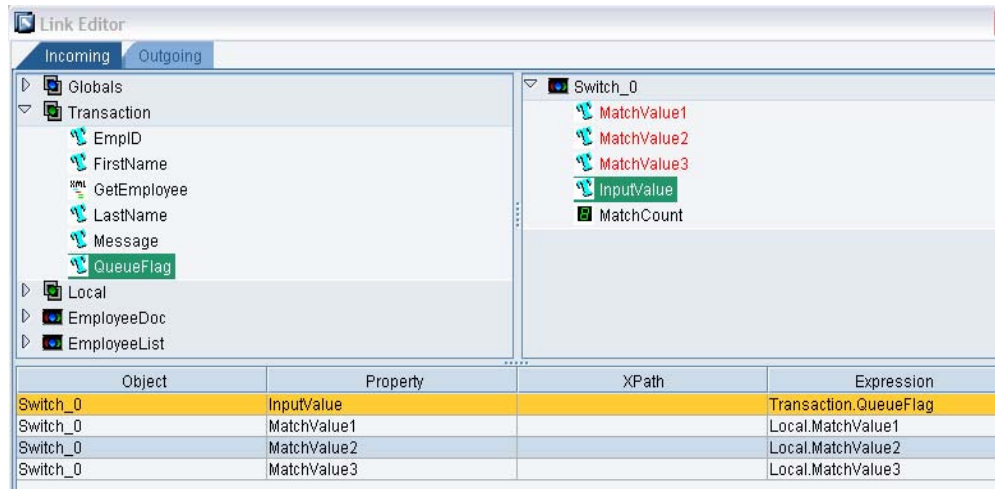 Link Editor
Incoming Outgoing
Globals
Transaction
EmpID
FirstName
GetEmployee
LastName
Message
QueueFlag
Local
EmployeeDoc
EmployeeList
Switch_0
MatchValue1
MatchValue2
MatchValue3
InputValue
MatchCount
Object Property XPath Expression
Switch_0 InputValue Transaction.QueueFlag
Switch_0 MatchValue1 Local.MatchValue1
Switch_0 MatchValue2 Local.MatchValue2
Switch_0 MatchValue3 Local.MatchValue3